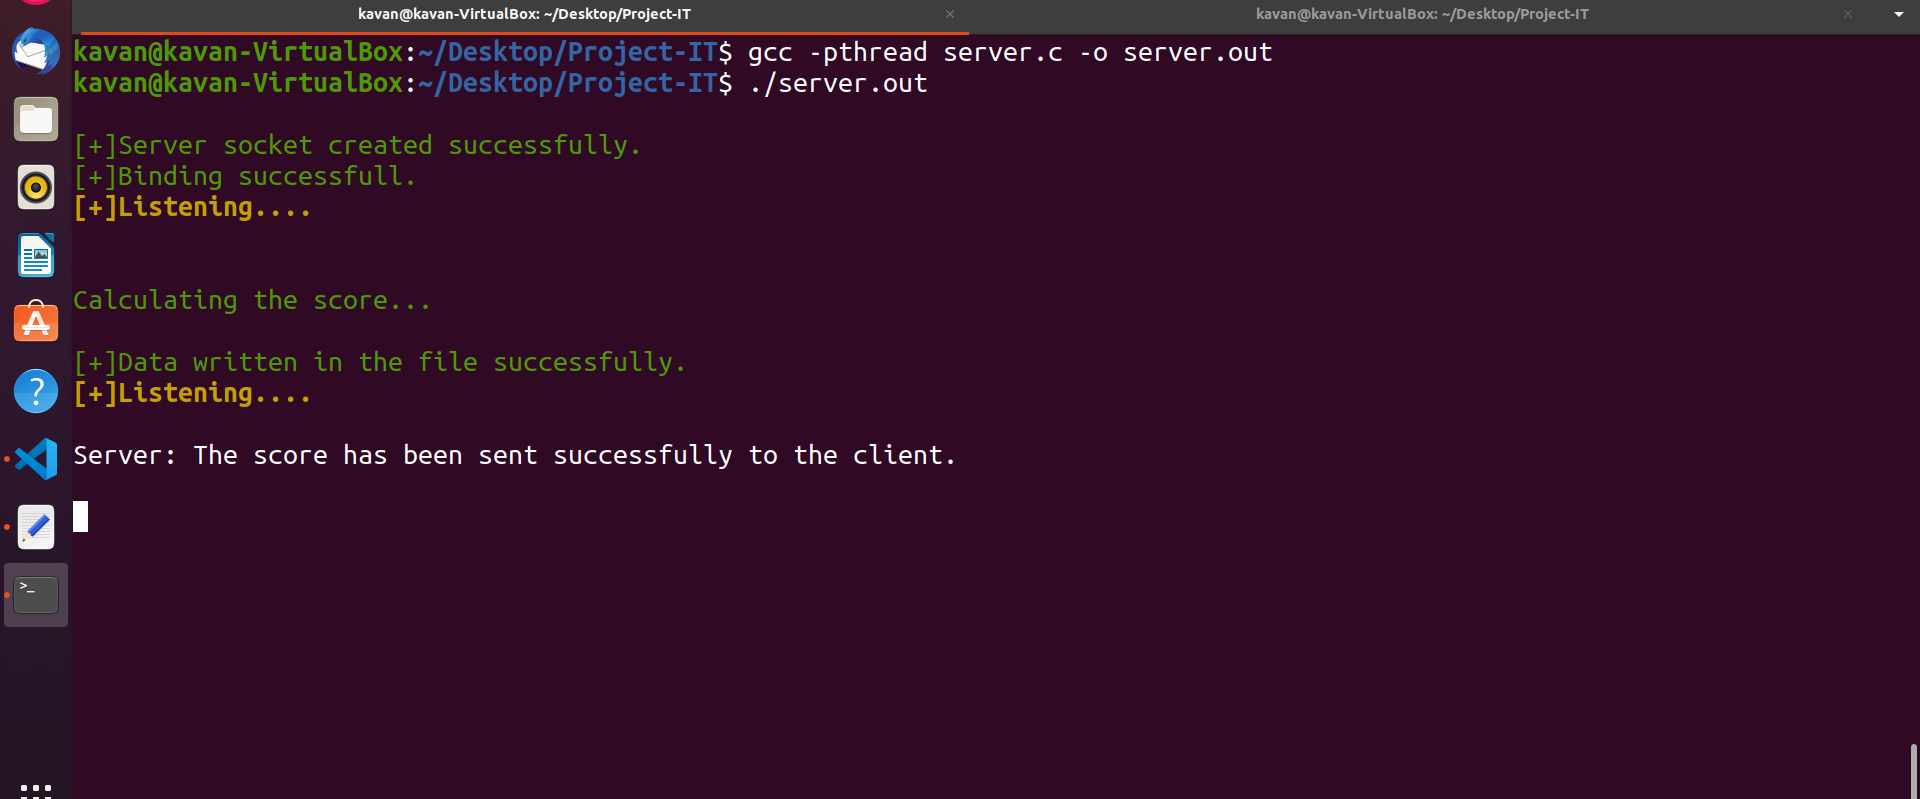 kavan@kavan-VirtualBox: ~/Desktop/Project-IT × kavan@kavan-VirtualBox: ~/Desktop/Project-IT ×
kavan@kavan-VirtualBox:~/Desktop/Project-IT$ gcc -pthread server.c -o server.out
kavan@kavan-VirtualBox:~/Desktop/Project-IT$ ./server.out
[+]Server socket created successfully.
[+]Binding successfull.
[+]Listening....
Calculating the score...
[+]Data written in the file successfully.
[+]Listening....
Server: The score has been sent successfully to the client.